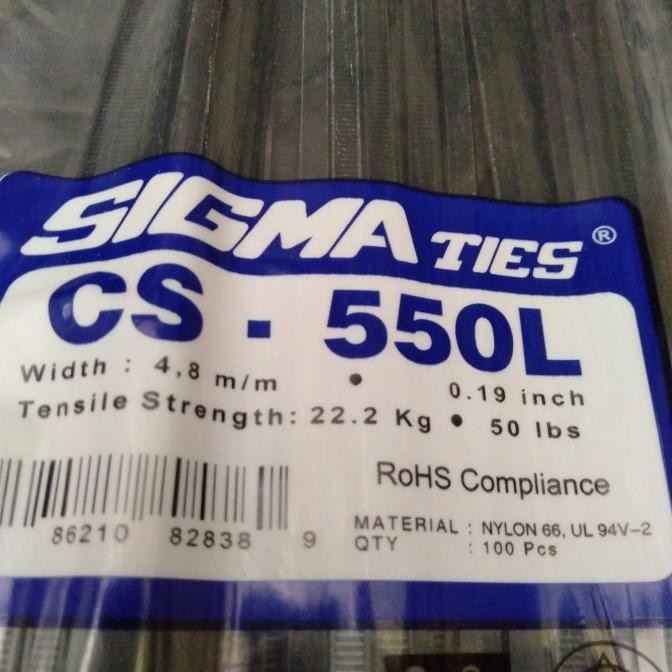 SIGMA TIES ®
CS - 550L
Width : 4,8 m/m • 0.19 inch
Tensile Strength: 22.2 Kg • 50 lbs
RoHS Compliance
MATERIAL : NYLON 66, UL 94V-2
QTY : 100 Pcs
86210 82838 9